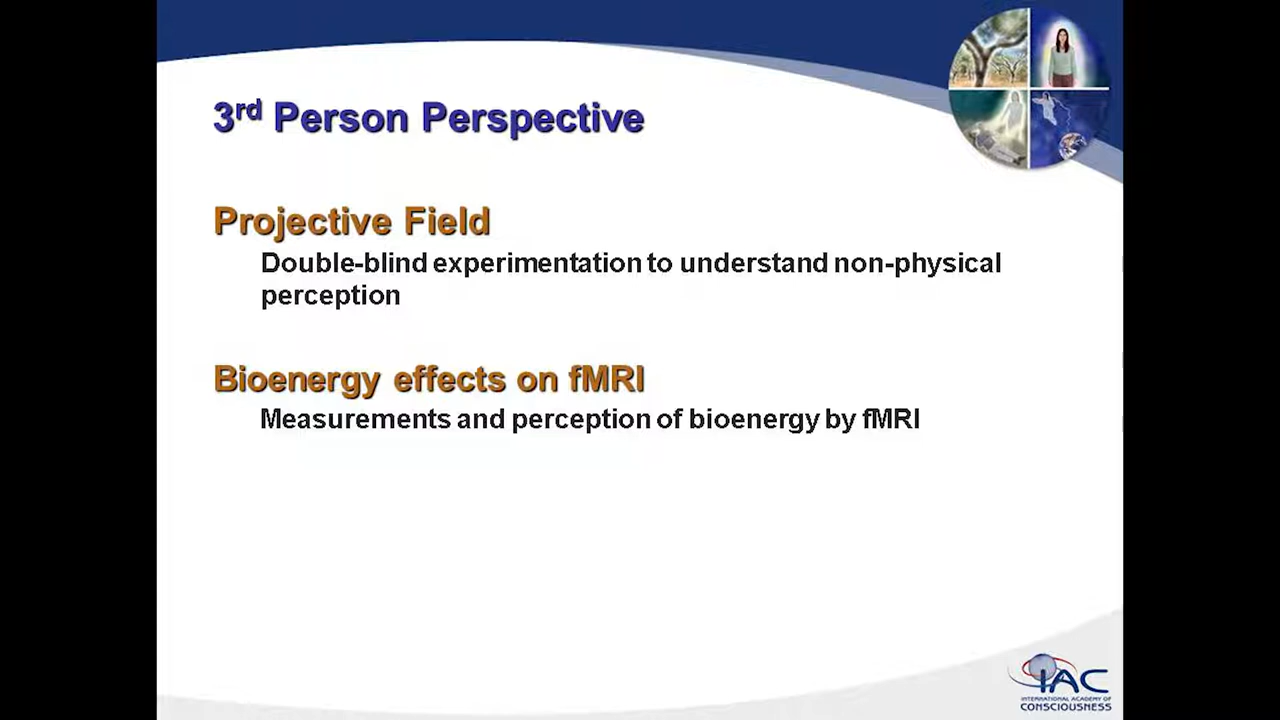 3rd Person Perspective
Projective Field
Double-blind experimentation to understand non-physical
perception
Bioenergy effects on fMRI
Measurements and perception of bioenergy by fMRI
IAC
INTERNATIONAL ACADEMY OF
CONSCIOUSNESS